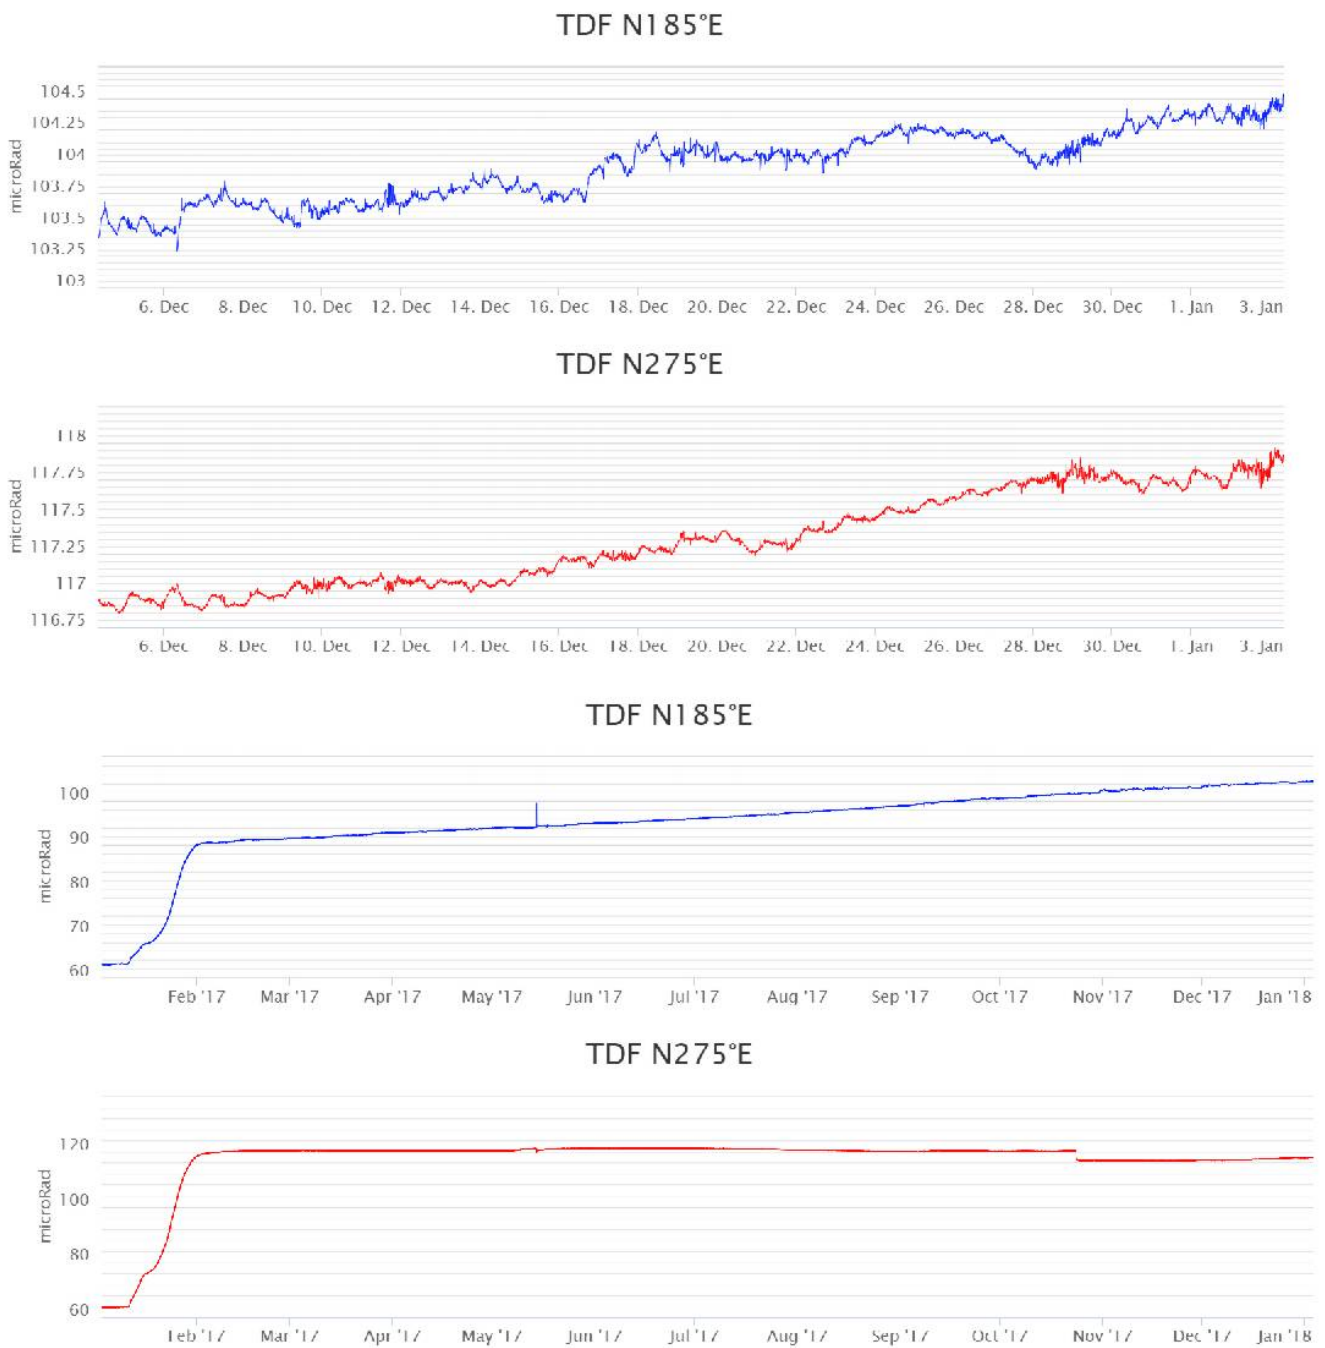 TDF N185°E
104.5
104.25
104
103.75
103.5
103.25
103
microRad
6. Dec 8. Dec 10. Dec 12. Dec 14. Dec 16. Dec 18. Dec 20. Dec 22. Dec 24. Dec 26. Dec 28. Dec 30. Dec 1. Jan 3. Jan
TDF N275°E
118
117.75
117.5
117.25
117
116.75
microRad
6. Dec 8. Dec 10. Dec 12. Dec 14. Dec 16. Dec 18. Dec 20. Dec 22. Dec 24. Dec 26. Dec 28. Dec 30. Dec 1. Jan 3. Jan
TDF N185°E
100
90
80
70
60
microRad
Feb '17 Mar '17 Apr '17 May '17 Jun '17 Jul '17 Aug '17 Sep '17 Oct '17 Nov '17 Dec '17 Jan '18
TDF N275°E
120
100
80
60
microRad
Feb '17 Mar '17 Apr '17 May '17 Jun '17 Jul '17 Aug '17 Sep '17 Oct '17 Nov '17 Dec '17 Jan '18